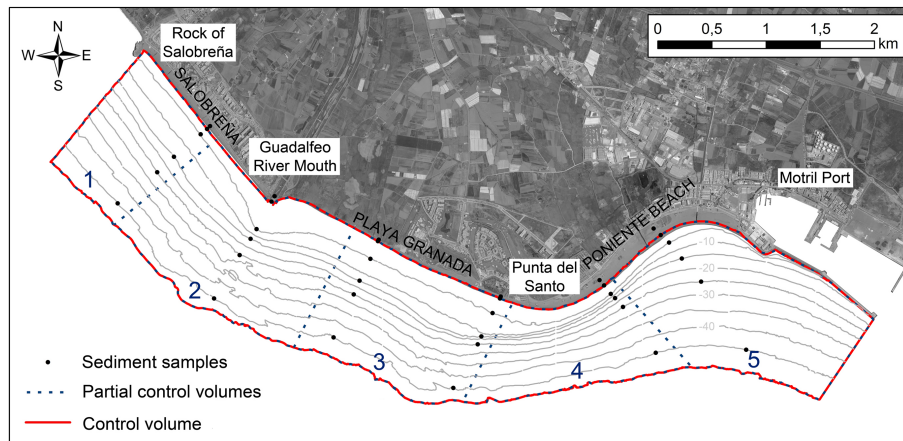 Rock of
Salobreña
N
W E
S
0 0,5 1 2
km
SALOBREÑA
Guadalfeo
River Mouth
Motril Port
1
PLAYA GRANADA
PONIENTE BEACH
-10
Punta del
Santo
-20
2
-30
-40
3
4
5
Sediment samples
Partial control volumes
Control volume